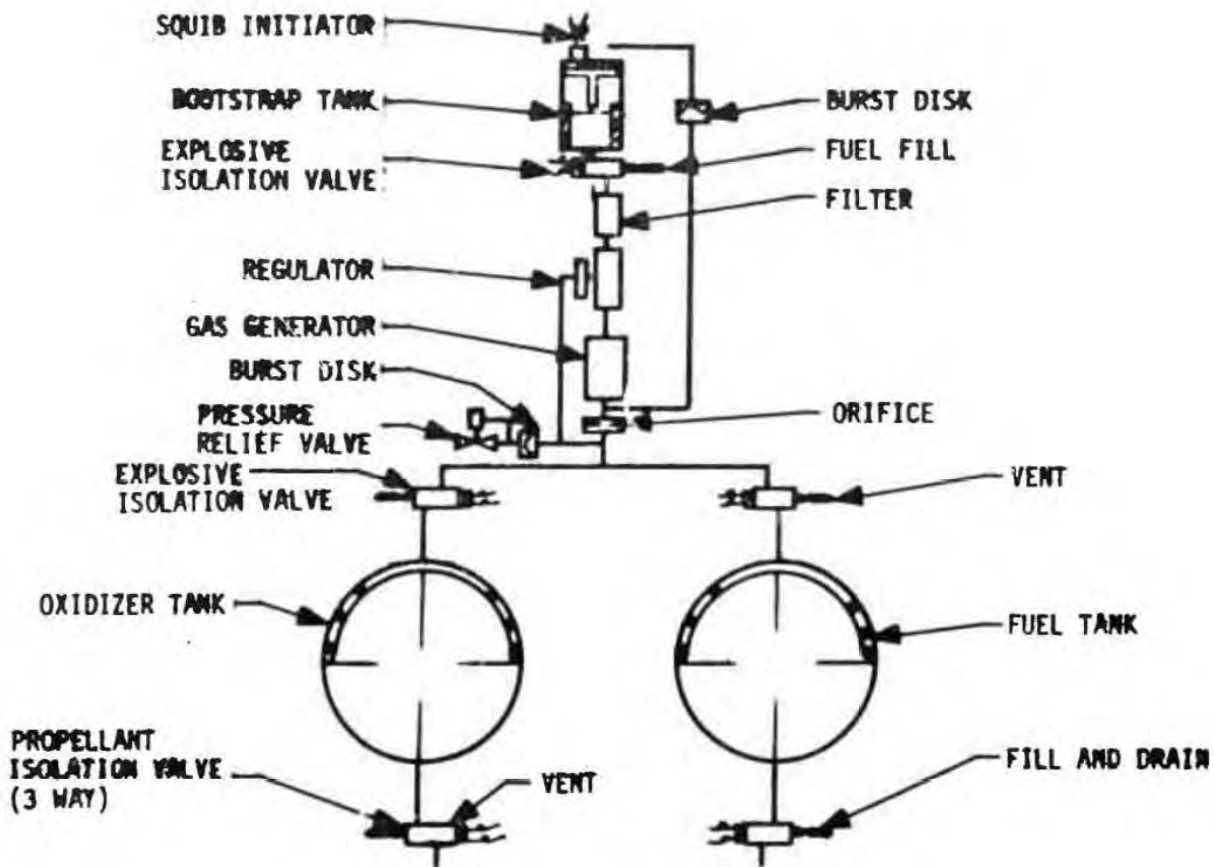 SQUIB INITIATOR
BOOTSTRAP TANK
BURST DISK
EXPLOSIVE
ISOLATION VALVE
FUEL FILL
FILTER
REGULATOR
GAS GENERATOR
BURST DISK
ORIFICE
PRESSURE
RELIEF VALVE
EXPLOSIVE
ISOLATION VALVE
VENT
OXIDIZER TANK
FUEL TANK
PROPELLANT
ISOLATION VALVE
(3 WAY)
VENT
FILL AND DRAIN